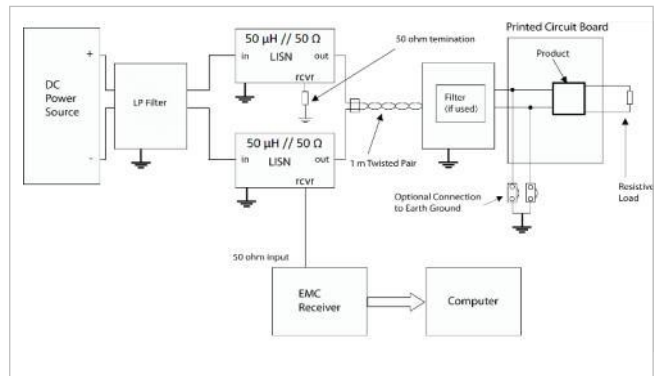 Printed Circuit Board
50 µH // 50 Ω
LISN
in
out
rcvr
50 ohm temination
Product
DC
Power
Source
+
-
LP Filter
Filter
(if used)
50 µH // 50 Ω
LISN
in
out
rcvr
1 m Twisted Pair
Optional Connection
to Earth Ground
Resistive
Load
50 ohm input
EMC
Receiver
Computer